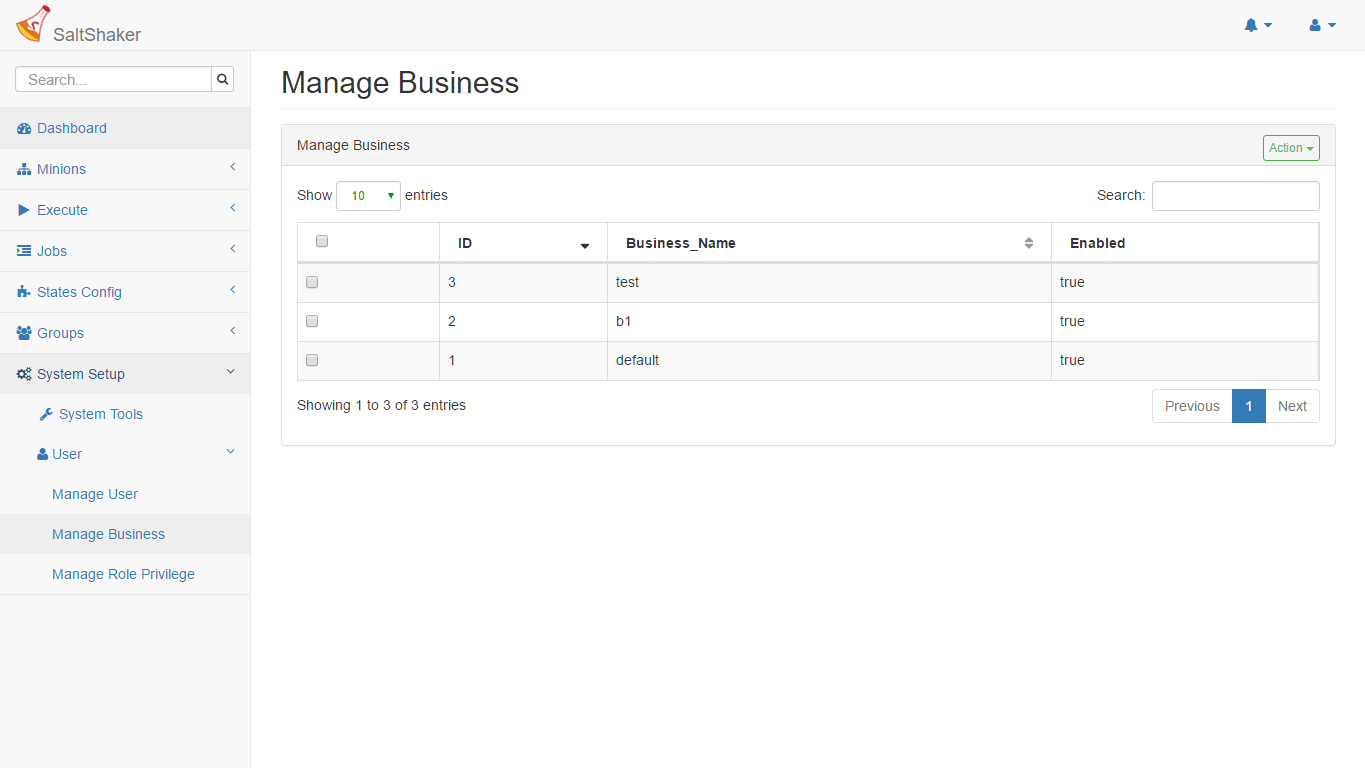 SaltShaker
Search...
Dashboard
Minions
Execute
Jobs
States Config
Groups
System Setup
System Tools
User
Manage User
Manage Business
Manage Role Privilege
Manage Business
Manage Business
Action
Show 10 entries
Search:
ID Business_Name Enabled
3 test true
2 b1 true
1 default true
Showing 1 to 3 of 3 entries
Previous 1 Next